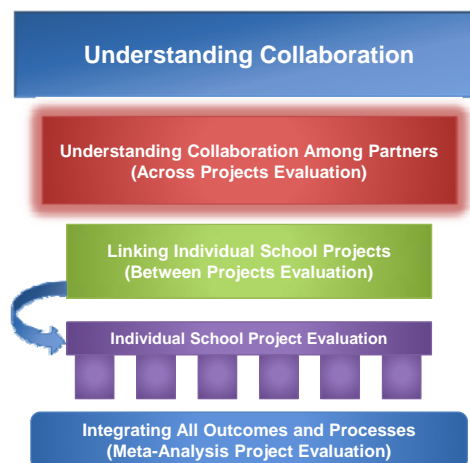 Understanding Collaboration
Understanding Collaboration Among Partners
(Across Projects Evaluation)
Linking Individual School Projects
(Between Projects Evaluation)
Individual School Project Evaluation
Integrating All Outcomes and Processes
(Meta-Analysis Project Evaluation)